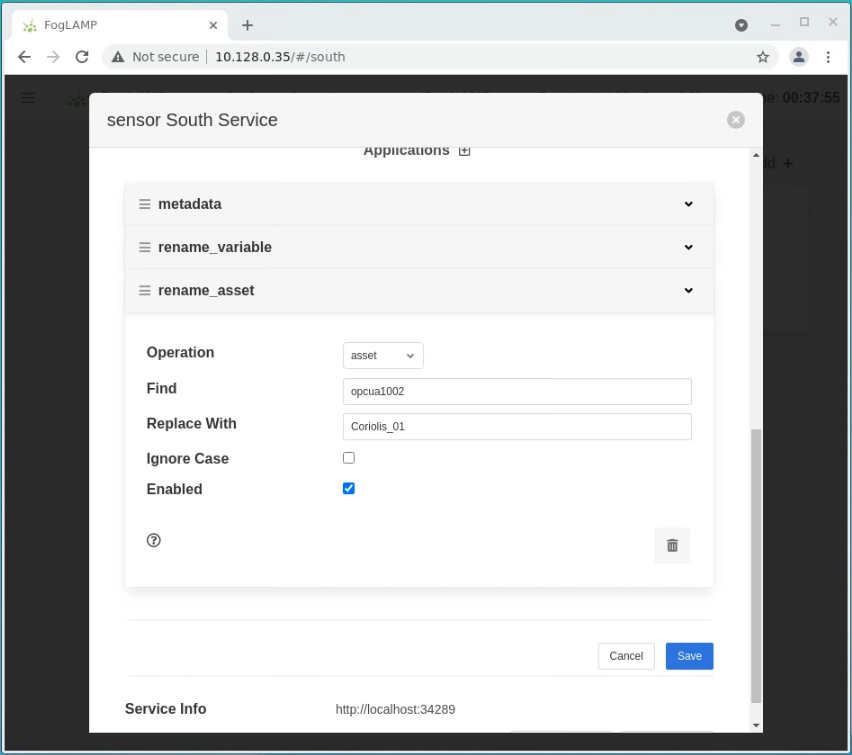 FogLAMP
Not secure 10.128.0.35/#/south
00:37:55
sensor South Service
Applications
metadata
rename_variable
rename_asset
Operation asset
Find opcua1002
Replace With Coriolis_01
Ignore Case
Enabled
Cancel Save
Service Info http://localhost:34289